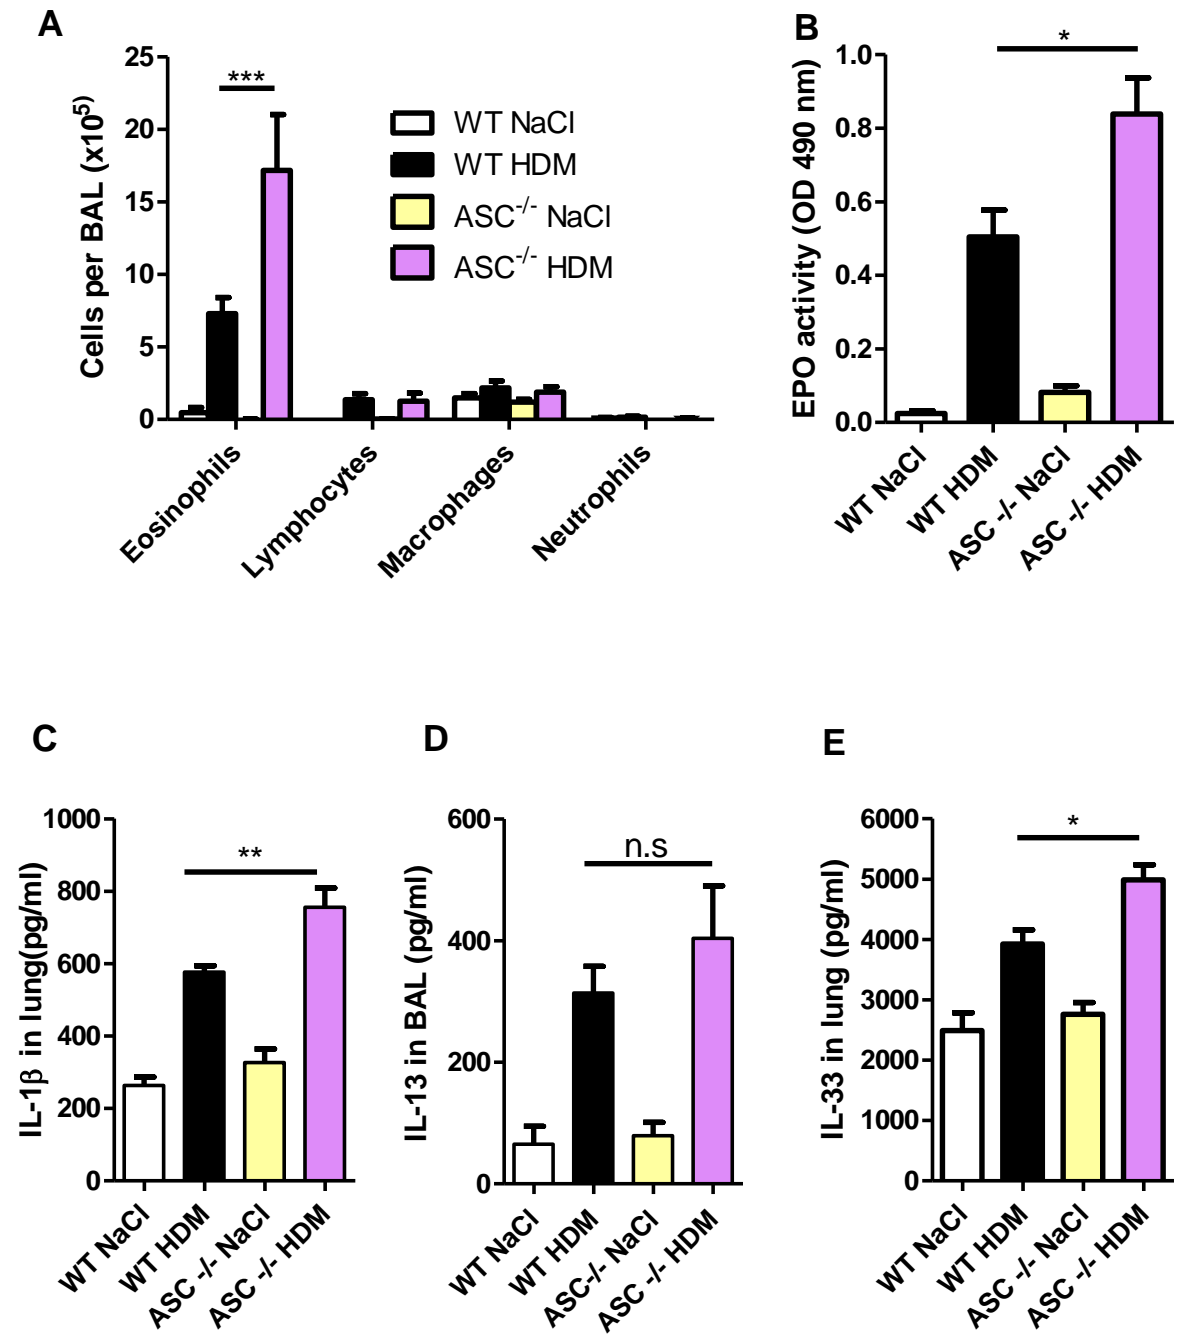 A
Cells per BAL (x10⁵)
25
20
15
10
5
0
***
WT NaCl
WT HDM
ASC⁻/⁻ NaCl
ASC⁻/⁻ HDM
Eosinophils
Lymphocytes
Macrophages
Neutrophils
B
EPO activity (OD 490 nm)
1.0
0.8
0.6
0.4
0.2
0.0
*
WT NaCl
WT HDM
ASC -/- NaCl
ASC -/- HDM
C
IL-1β in lung(pg/ml)
1000
800
600
400
200
0
**
WT NaCl
WT HDM
ASC -/- NaCl
ASC -/- HDM
D
IL-13 in BAL (pg/ml)
600
400
200
0
n.s
WT NaCl
WT HDM
ASC-/- NaCl
ASC -/- HDM
E
IL-33 in lung (pg/ml)
6000
5000
4000
3000
2000
1000
0
*
WT NaCl
WT HDM
ASC -/- NaCl
ASC -/- HDM